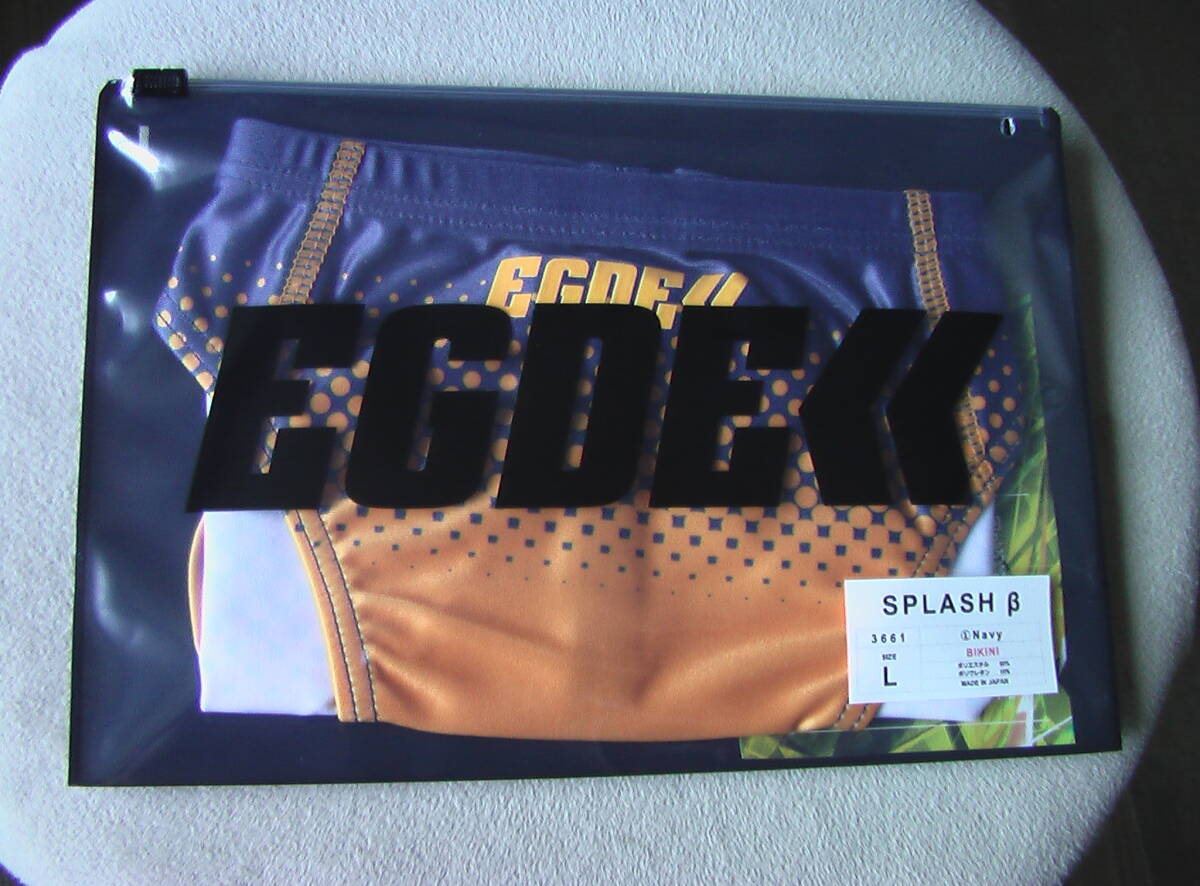 EGDE
EGDE
SPLASH β
3661 ①Navy
SIZE BIKINI
L ポリエステル
ポリウレタン
MADE IN JAPAN